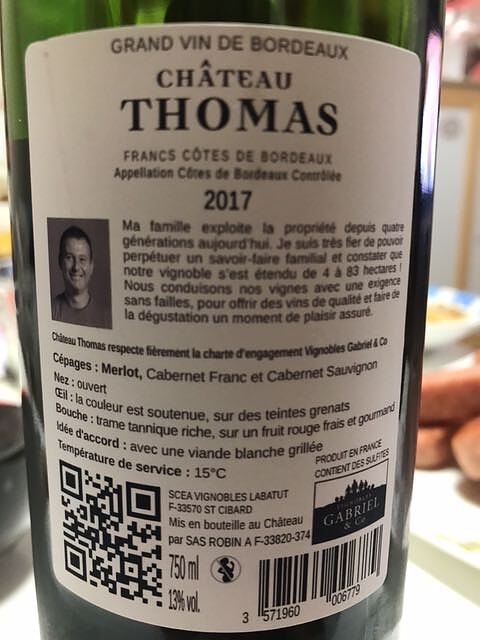 GRAND VIN DE BORDEAUX
CHÂTEAU
THOMAS
FRANCS CÔTES DE BORDEAUX
Appellation Côtes de Bordeaux Contrôlée
2017
Ma famille exploite la propriété depuis quatre
générations aujourd'hui. Je suis très fier de pouvoir
perpétuer un savoir-faire familial et constater que
notre vignoble s'est étendu de 4 à 83 hectares !
Nous conduisons nos vignes avec une exigence
sans failles, pour offrir des vins de qualité et faire de
la dégustation un moment de plaisir assuré.
Château Thomas respecte fièrement la charte d'engagement Vignobles Gabriel & Co
Cépages : Merlot, Cabernet Franc et Cabernet Sauvignon
Nez : ouvert
Œil : la couleur est soutenue, sur des teintes grenats
Bouche : trame tannique riche, sur un fruit rouge frais et gourmand
Idée d'accord : avec une viande blanche grillée
Température de service : 15°C
PRODUIT EN FRANCE
CONTIENT DES SULFITES
SCEA VIGNOBLES LABATUT
F-33570 ST CIBARD
Mis en bouteille au Château
par SAS ROBIN A F-33820-374
VIGNOBLES
GABRIEL
& Co
750 ml
13% vol.
3 571960 006779